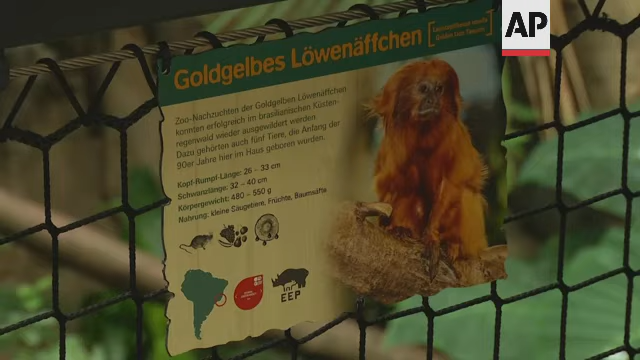 AP
Goldgelbes Löwenäffchen
Zoo-Nachzuchten der Goldgelben Löwenäffchen
konnten erfolgreich im brasilianischen Küsten-
regenwald wieder ausgewildert werden.
Dazu gehörten auch fünf Tiere, die Anfang der
90er Jahre hier im Haus geboren wurden.
Kopf-Rumpf-Länge: 26 – 33 cm
Schwanzlänge: 32 – 40 cm
Körpergewicht: 480 – 550 g
Nahrung: kleine Säugetiere, Früchte, Baumsäfte
EEP